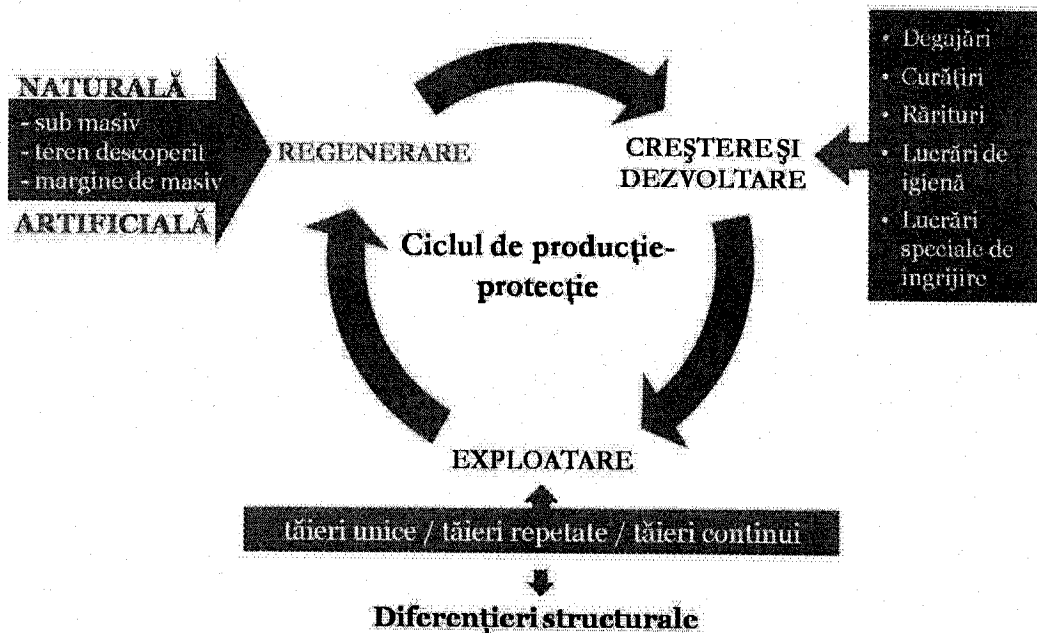 NATURALĂ
- sub masiv
- teren descoperit
- margine de masiv
ARTIFICIALĂ
REGENERARE
CREŞTERE ŞI
DEZVOLTARE
• Degajări
• Curățiri
• Rărituri
• Lucrări de
igienă
• Lucrări
speciale de
îngrijire
Ciclul de producţie-
protecţie
EXPLOATARE
tăieri unice / tăieri repetate / tăieri continui
Diferenţieri structurale